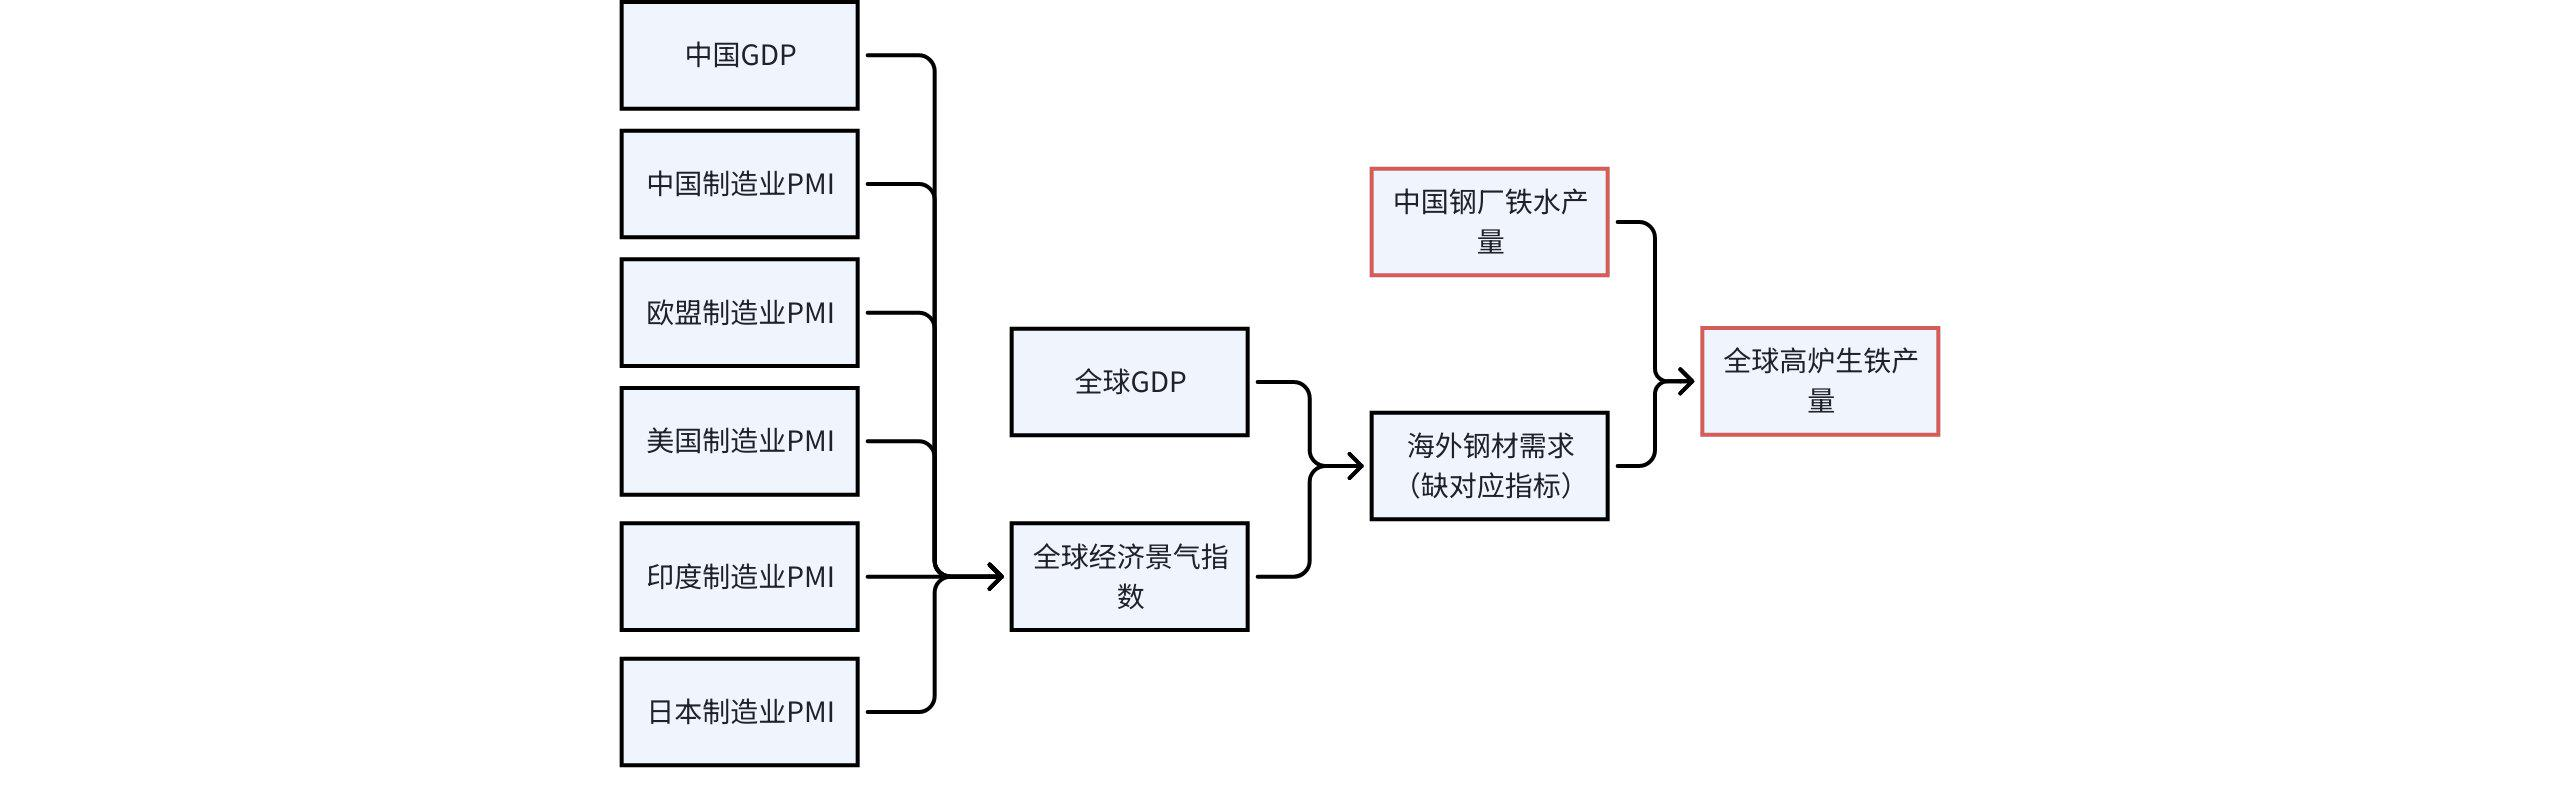 中国GDP
中国制造业PMI
欧盟制造业PMI
美国制造业PMI
印度制造业PMI
日本制造业PMI
全球GDP
全球经济景气指
数
中国钢厂铁水产
量
海外钢材需求
（缺对应指标）
全球高炉生铁产
量